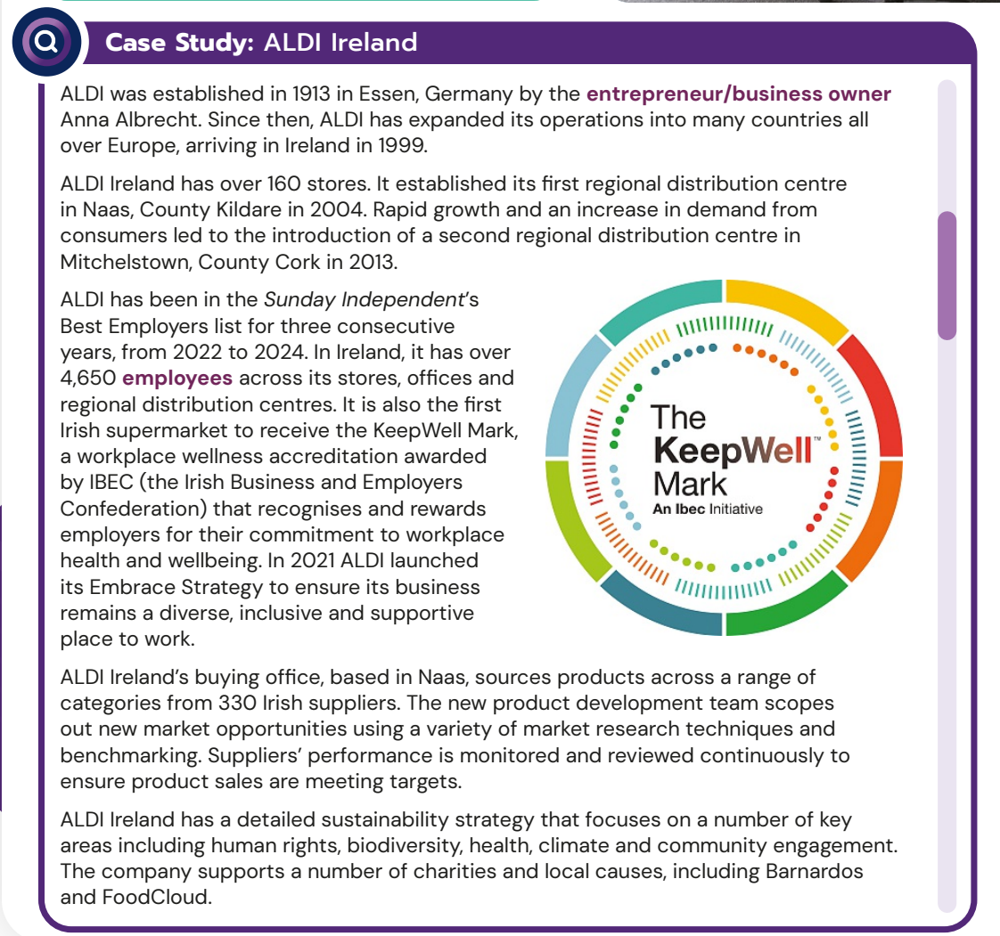 Case Study: ALDI Ireland
ALDI was established in 1913 in Essen, Germany by the entrepreneur/business owner
Anna Albrecht. Since then, ALDI has expanded its operations into many countries all
over Europe, arriving in Ireland in 1999.
ALDI Ireland has over 160 stores. It established its first regional distribution centre
in Naas, County Kildare in 2004. Rapid growth and an increase in demand from
consumers led to the introduction of a second regional distribution centre in
Mitchelstown, County Cork in 2013.
ALDI has been in the Sunday Independent's
Best Employers list for three consecutive
years, from 2022 to 2024. In Ireland, it has over
4,650 employees across its stores, offices and
regional distribution centres. It is also the first
Irish supermarket to receive the KeepWell Mark,
a workplace wellness accreditation awarded
by IBEC (the Irish Business and Employers
Confederation) that recognises and rewards
employers for their commitment to workplace
health and wellbeing. In 2021 ALDI launched
its Embrace Strategy to ensure its business
remains a diverse, inclusive and supportive
place to work.
The
KeepWell™
Mark
An Ibec Initiative
ALDI Ireland's buying office, based in Naas, sources products across a range of
categories from 330 Irish suppliers. The new product development team scopes
out new market opportunities using a variety of market research techniques and
benchmarking. Suppliers' performance is monitored and reviewed continuously to
ensure product sales are meeting targets.
ALDI Ireland has a detailed sustainability strategy that focuses on a number of key
areas including human rights, biodiversity, health, climate and community engagement.
The company supports a number of charities and local causes, including Barnardos
and FoodCloud.